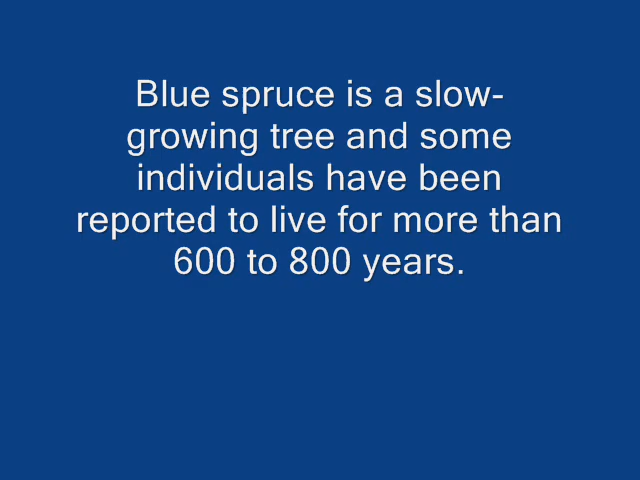 Blue spruce is a slow-
growing tree and some
individuals have been
reported to live for more than
600 to 800 years.